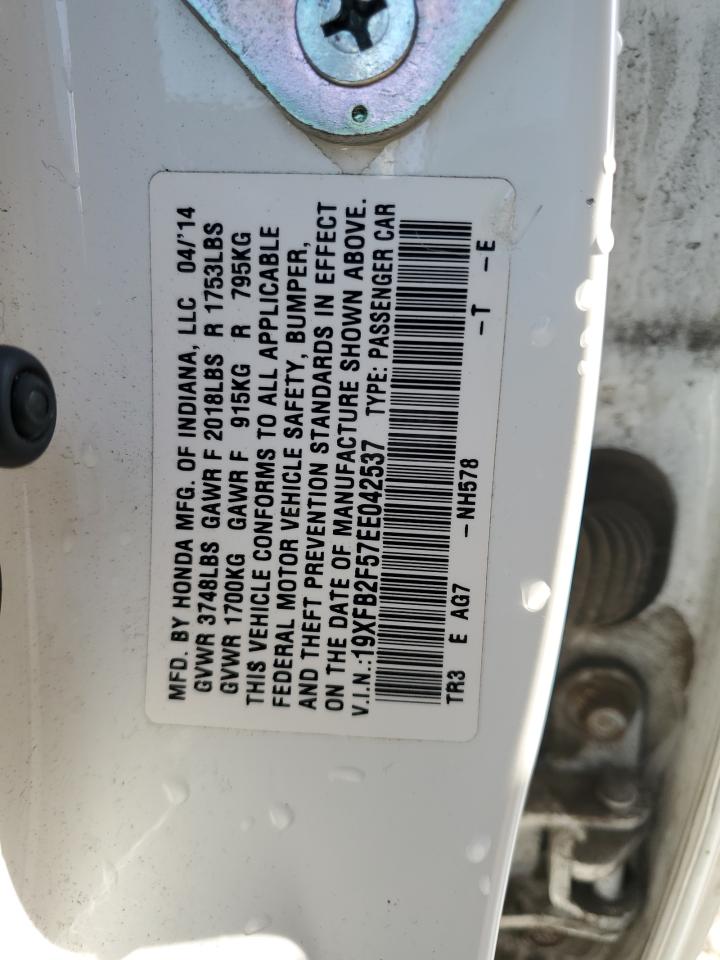 MFD. BY HONDA MFG. OF INDIANA, LLC 04/'14
GVWR 3748LBS GAWR F 2018LBS R 1753LBS
GVWR 1700KG GAWR F 915KG R 795KG
THIS VEHICLE CONFORMS TO ALL APPLICABLE
FEDERAL MOTOR VEHICLE SAFETY, BUMPER,
AND THEFT PREVENTION STANDARDS IN EFFECT
ON THE DATE OF MANUFACTURE SHOWN ABOVE.
V.I.N.:19XFB2F57EE042537 TYPE: PASSENGER CAR
TR3 E AG7 -NH578 -T -E